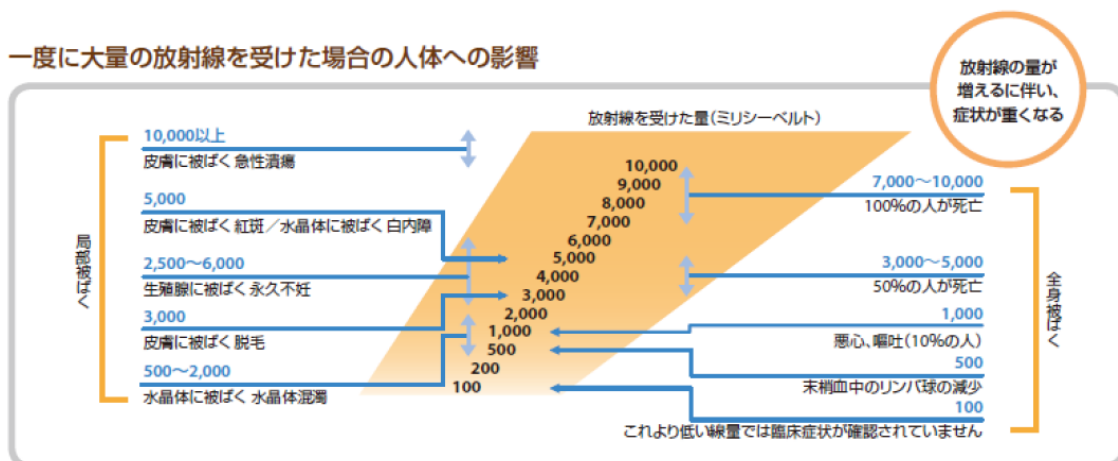 一度に大量の放射線を受けた場合の人体への影響
放射線の量が
増えるに伴い、
症状が重くなる
放射線を受けた量(ミリシーベルト)
局部被ばく
10,000以上
皮膚に被ばく 急性潰瘍
5,000
皮膚に被ばく 紅斑/水晶体に被ばく 白内障
2,500~6,000
生殖腺に被ばく 永久不妊
3,000
皮膚に被ばく 脱毛
500~2,000
水晶体に被ばく 水晶体混濁
10,000
9,000
8,000
7,000
6,000
5,000
4,000
3,000
2,000
1,000
500
200
100
7,000~10,000
100%の人が死亡
3,000~5,000
50%の人が死亡
1,000
悪心、嘔吐(10%の人)
500
末梢血中のリンパ球の減少
100
これより低い線量では臨床症状が確認されていません
全身被ばく